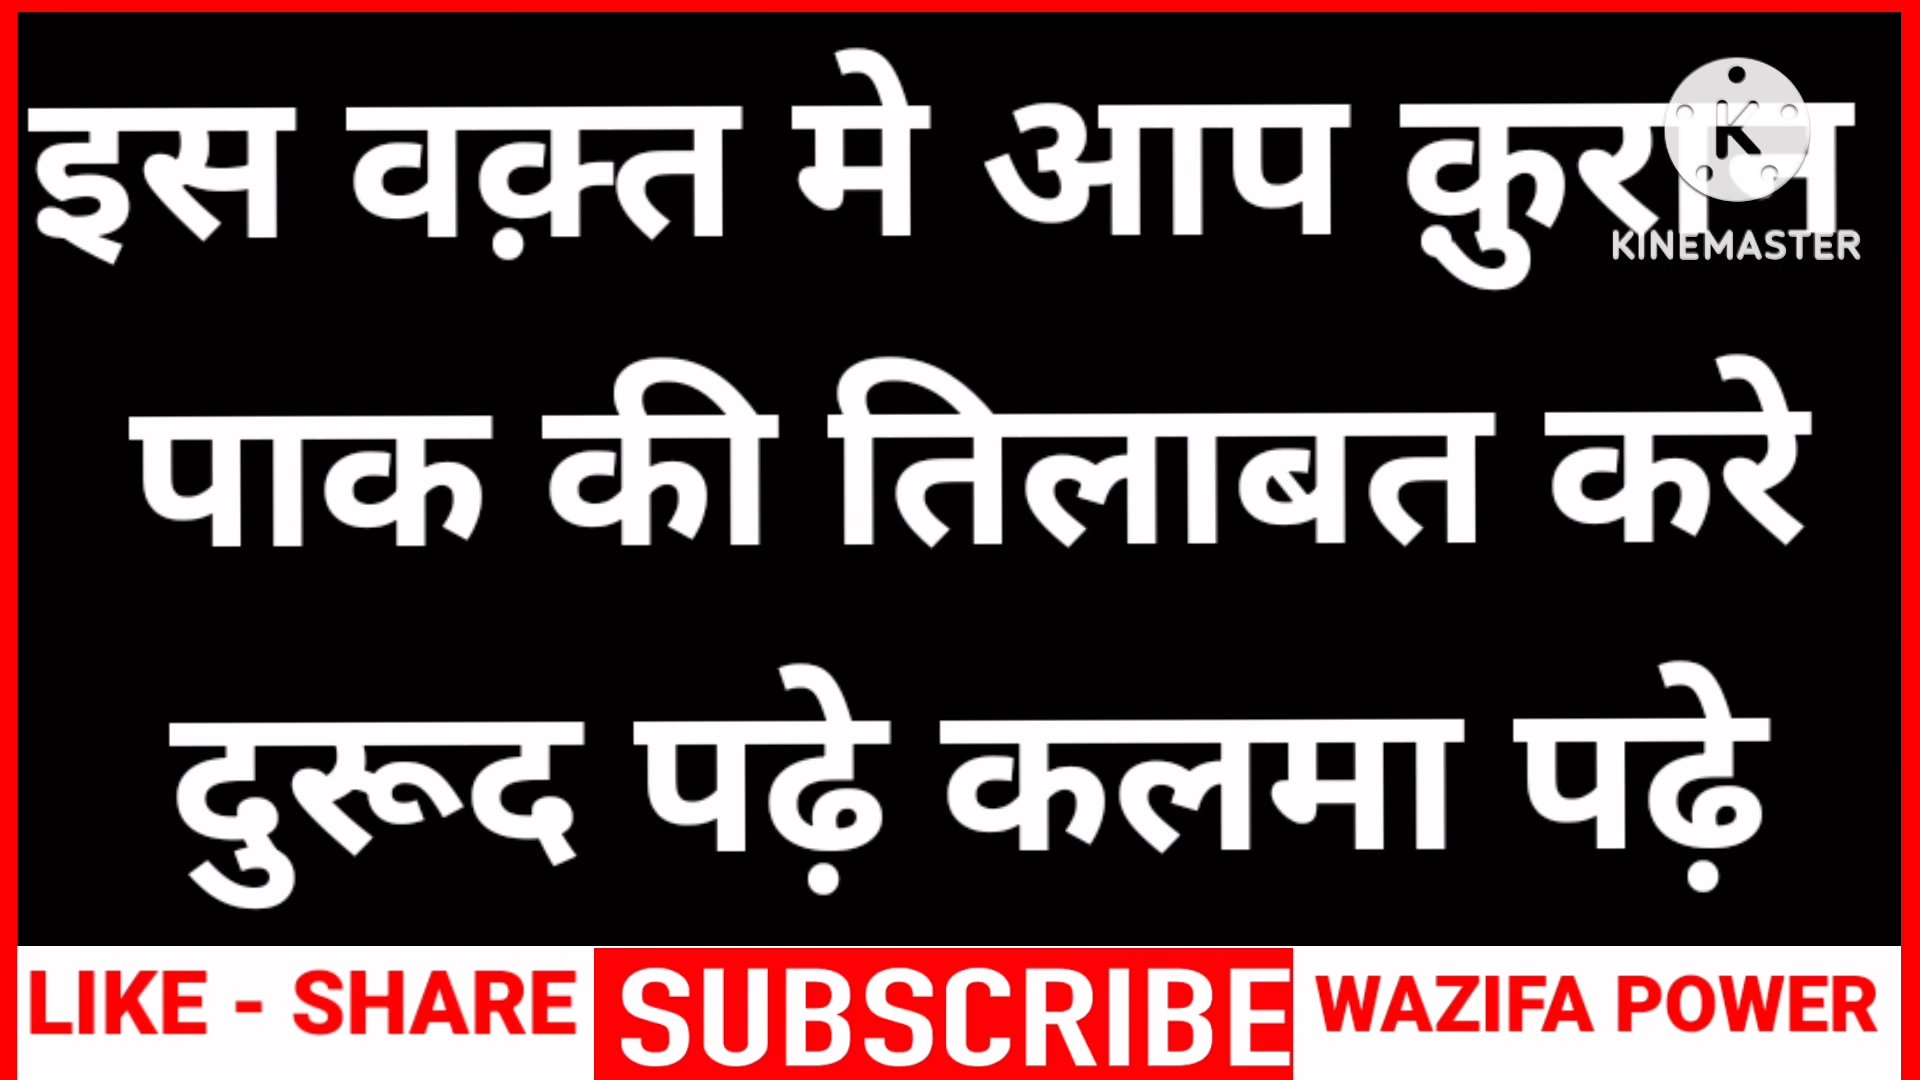 इस वक़्त मे आप क़ुरान
K
KINEMASTER
पाक की तिलाबत करे
दुरूद पढ़े कलमा पढ़े
LIKE - SHARE SUBSCRIBE WAZIFA POWER